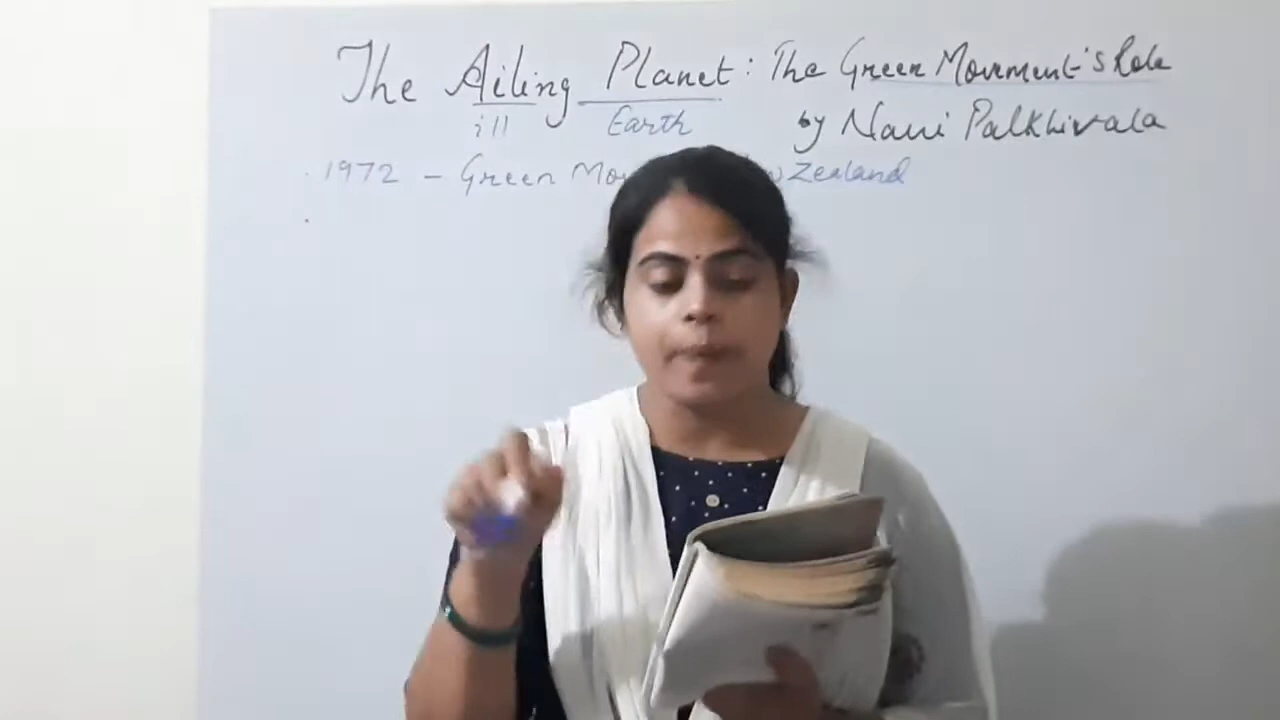 The Ailing Planet: The Green Movement's Role
ill Earth by Nani Palkhivala
1972 - Green Mo w Zealand